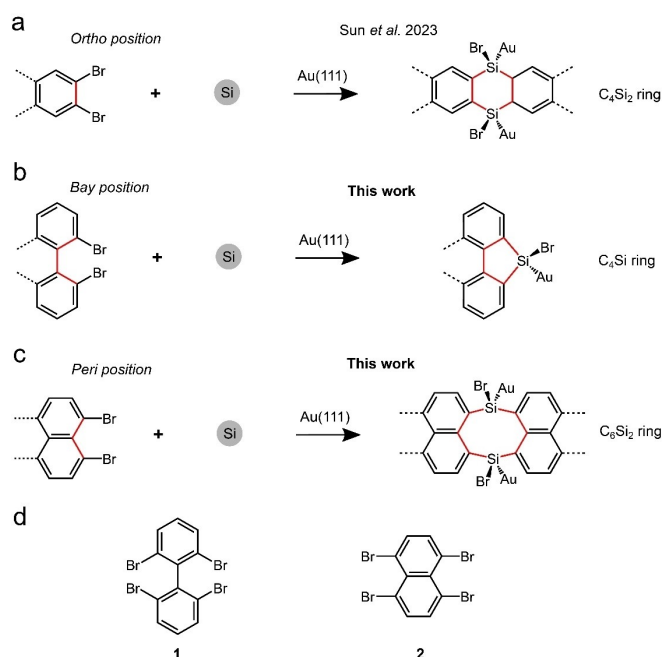 a
Ortho position
Sun et al. 2023
Br
Br
+
Si
Au(111)
Br Au
Si
Si
Br Au
C₄Si₂ ring
b
Bay position
This work
Br
Br
+
Si
Au(111)
Br
Si
Au
C₄Si ring
c
Peri position
This work
Br
Br
+
Si
Au(111)
Br Au
Si
Si
Br Au
C₆Si₂ ring
d
Br Br
Br Br
1
Br Br
Br Br
2